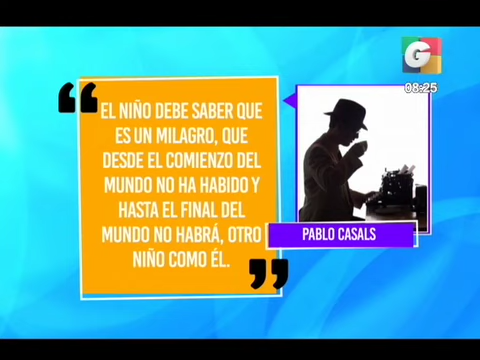 G
08:25
EL NIÑO DEBE SABER QUE
ES UN MILAGRO, QUE
DESDE EL COMIENZO DEL
MUNDO NO HA HABIDO Y
HASTA EL FINAL DEL
MUNDO NO HABRÁ, OTRO
NIÑO COMO ÉL.
PABLO CASALS